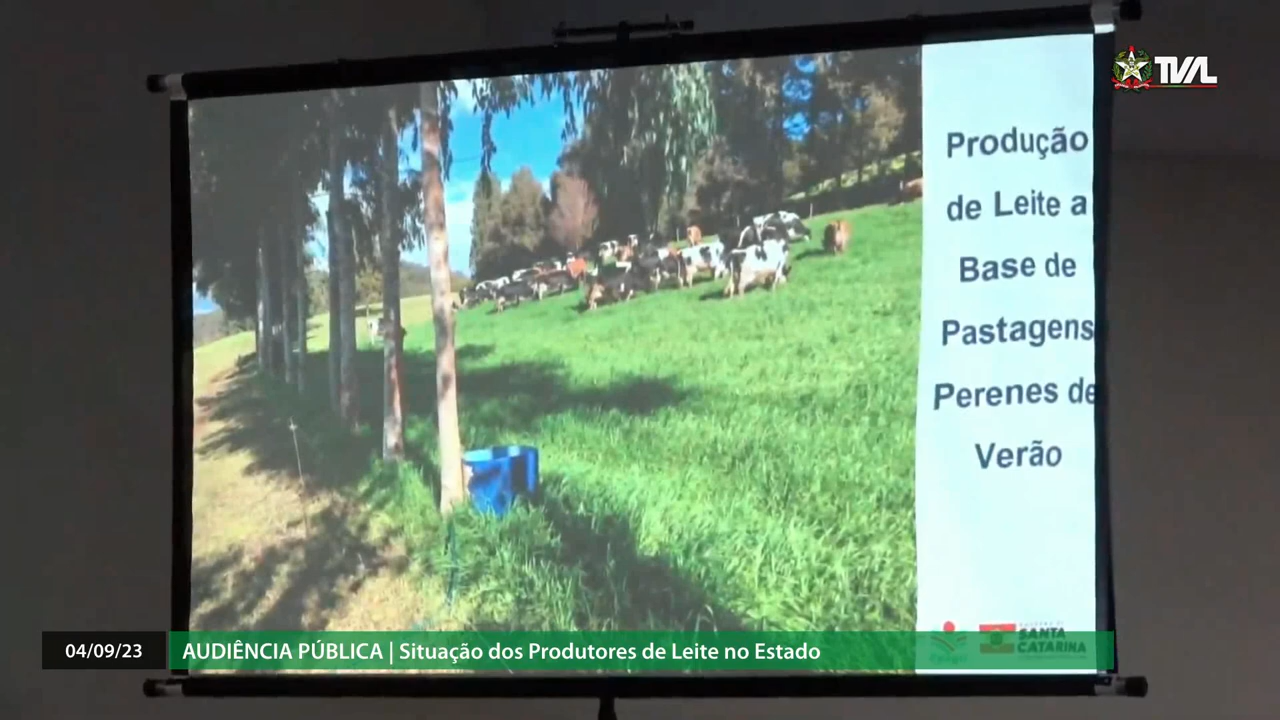 TVAL
Produção
de Leite a
Base de
Pastagens
Perenes de
Verão
SANTA
CATARINA
04/09/23
AUDIÊNCIA PÚBLICA | Situação dos Produtores de Leite no Estado